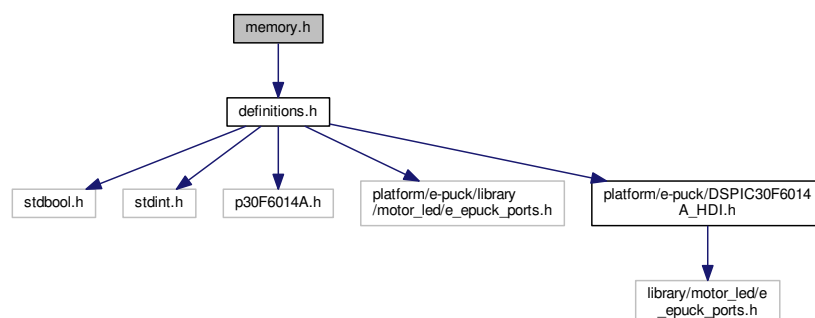 memory.h
definitions.h
stdbool.h
stdint.h
p30F6014A.h
platform/e-puck/library
/motor_led/e_epuck_ports.h
platform/e-puck/DSPIC30F6014
A_HDI.h
library/motor_led/e
_epuck_ports.h